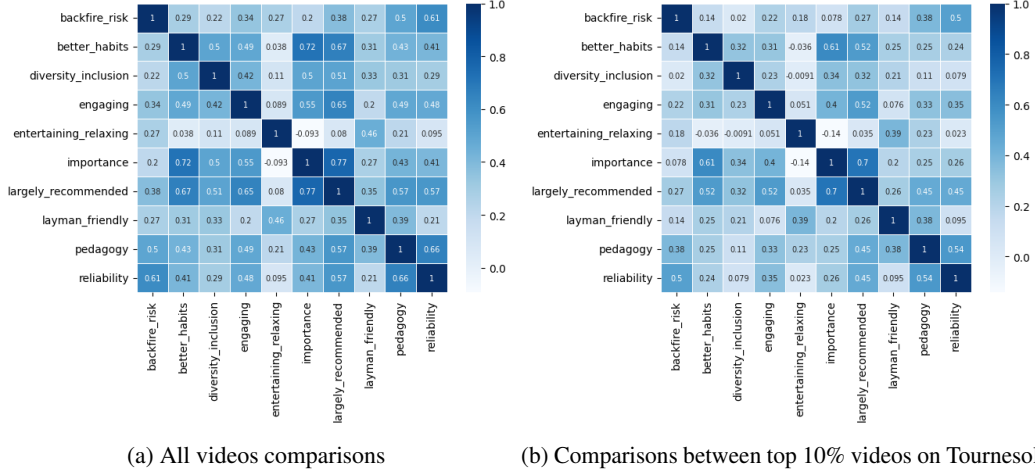 backfire_risk 1 0.29 0.22 0.34 0.27 0.2 0.38 0.27 0.5 0.61
better_habits 0.29 1 0.5 0.49 0.038 0.72 0.67 0.31 0.43 0.41
diversity_inclusion 0.22 0.5 1 0.42 0.11 0.5 0.51 0.33 0.31 0.29
engaging 0.34 0.49 0.42 1 0.089 0.55 0.65 0.2 0.49 0.48
entertaining_relaxing 0.27 0.038 0.11 0.089 1 -0.093 0.08 0.46 0.21 0.095
importance 0.2 0.72 0.5 0.55 -0.093 1 0.77 0.27 0.43 0.41
largely_recommended 0.38 0.67 0.51 0.65 0.08 0.77 1 0.35 0.57 0.57
layman_friendly 0.27 0.31 0.33 0.2 0.46 0.27 0.35 1 0.39 0.21
pedagogy 0.5 0.43 0.31 0.49 0.21 0.43 0.57 0.39 1 0.66
reliability 0.61 0.41 0.29 0.48 0.095 0.41 0.57 0.21 0.66 1
backfire_risk better_habits diversity_inclusion engaging entertaining_relaxing importance largely_recommended layman_friendly pedagogy reliability
1.0
0.8
0.6
0.4
0.2
0.0
(a) All videos comparisons
backfire_risk 1 0.14 0.02 0.22 0.18 0.078 0.27 0.14 0.38 0.5
better_habits 0.14 1 0.32 0.31 -0.036 0.61 0.52 0.25 0.25 0.24
diversity_inclusion 0.02 0.32 1 0.23 -0.0091 0.34 0.32 0.21 0.11 0.079
engaging 0.22 0.31 0.23 1 0.051 0.4 0.52 0.076 0.33 0.35
entertaining_relaxing 0.18 -0.036 -0.0091 0.051 1 -0.14 0.035 0.39 0.23 0.023
importance 0.078 0.61 0.34 0.4 -0.14 1 0.7 0.2 0.25 0.26
largely_recommended 0.27 0.52 0.32 0.52 0.035 0.7 1 0.26 0.45 0.45
layman_friendly 0.14 0.25 0.21 0.076 0.39 0.2 0.26 1 0.38 0.095
pedagogy 0.38 0.25 0.11 0.33 0.23 0.25 0.45 0.38 1 0.54
reliability 0.5 0.24 0.079 0.35 0.023 0.26 0.45 0.095 0.54 1
backfire_risk better_habits diversity_inclusion engaging entertaining_relaxing importance largely_recommended layman_friendly pedagogy reliability
1.0
0.8
0.6
0.4
0.2
0.0
(b) Comparisons between top 10% videos on Tourneso